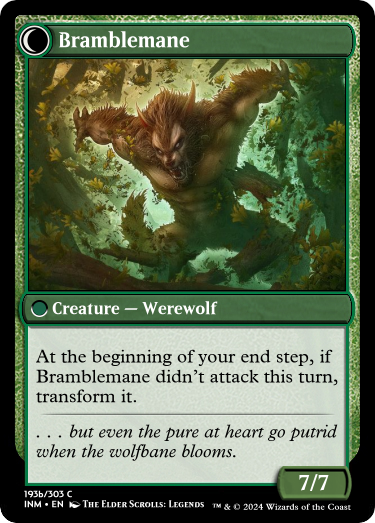 Bramblemane
Creature — Werewolf
At the beginning of your end step, if
Bramblemane didn't attack this turn,
transform it.
. . . but even the pure at heart go putrid
when the wolfbane blooms.
7/7
193b/303 C
INM • EN The Elder Scrolls: Legends ™ & © 2024 Wizards of the Coast